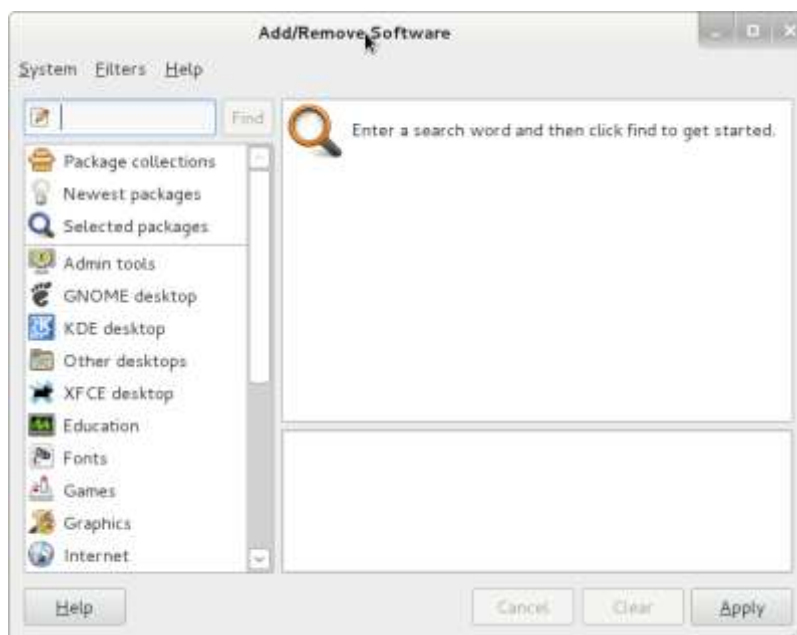 Add/Remove Software
System Filters Help
Find
Enter a search word and then click find to get started.
Package collections
Newest packages
Selected packages
Admin tools
GNOME desktop
KDE desktop
Other desktops
XFCE desktop
Education
Fonts
Games
Graphics
Internet
Help
Cancel
Clear
Apply